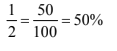 1/2 = 50/100 = 50%